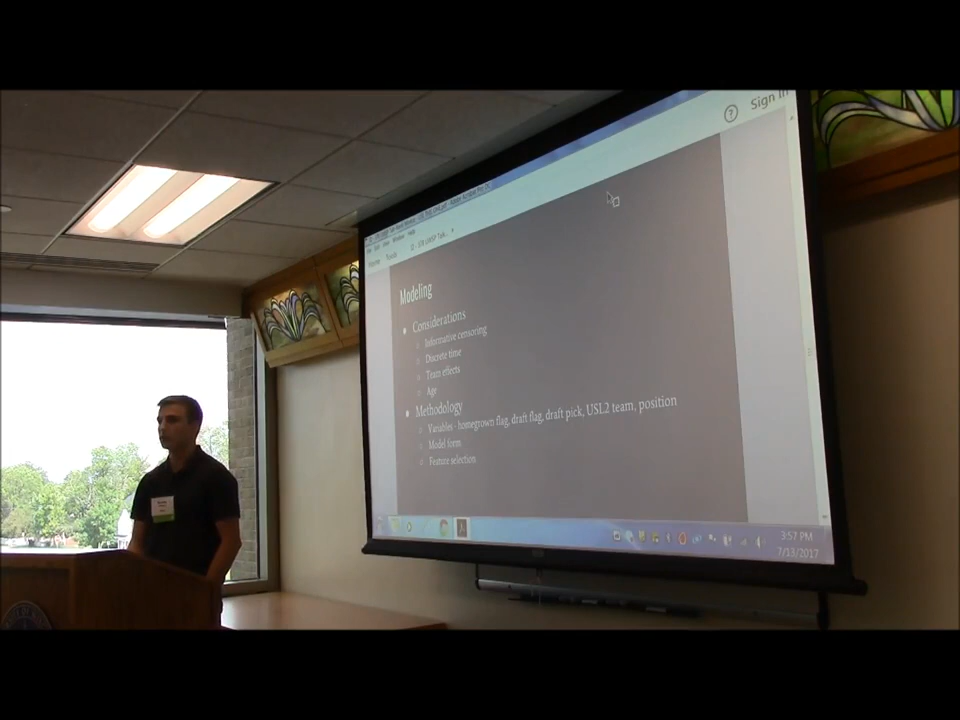 Sign In
Modeling
Considerations
Informative censoring
Discrete time
Team effects
Age
Methodology
Variables - homegrown flag, draft flag, draft pick, USL2 team, position
Model form
Feature selection
3:57 PM
7/13/2017